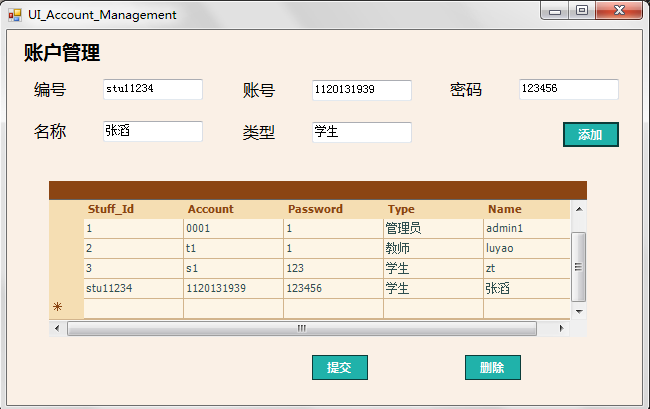 UI_Account_Management
账户管理
编号 stu11234 账号 1120131939 密码 123456
名称 张滔 类型 学生 添加
Stuff_Id Account Password Type Name
1 0001 1 管理员 admin1
2 t1 1 教师 luyao
3 s1 123 学生 zt
stu11234 1120131939 123456 学生 张滔
提交 删除